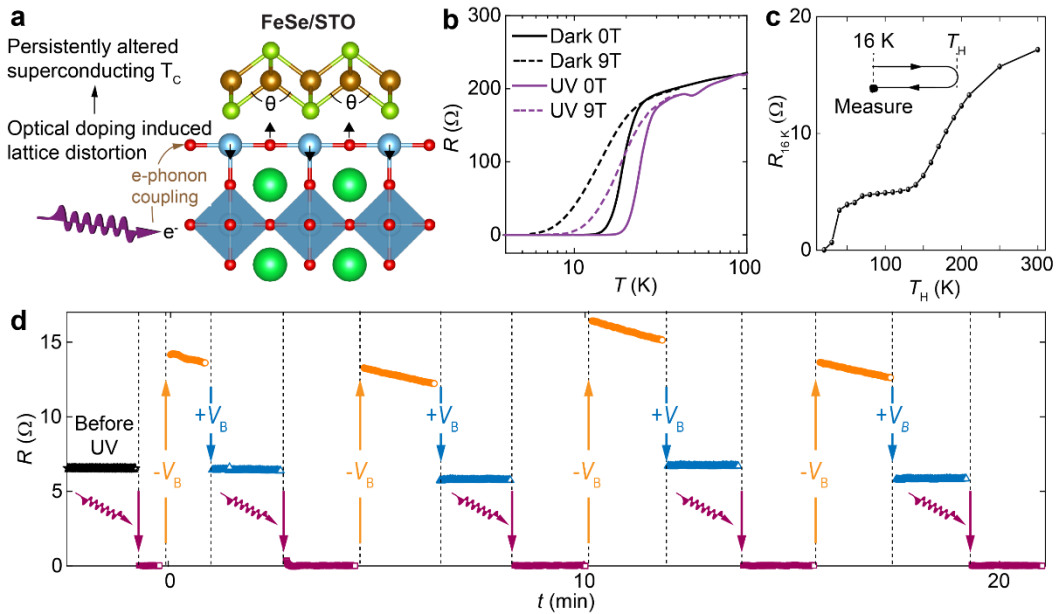 a
FeSe/STO
Persistently altered
superconducting T_C
Optical doping induced
lattice distortion
e-phonon
coupling
e⁻
θ
θ
b
R (Ω)
300
200
100
0
10
100
T (K)
Dark 0T
Dark 9T
UV 0T
UV 9T
c
R_16 K (Ω)
20
10
0
0
100
200
300
T_H (K)
16 K
T_H
Measure
d
R (Ω)
15
10
5
0
0
10
20
t (min)
Before
UV
-V_B
+V_B
-V_B
+V_B
-V_B
+V_B
-V_B
+V_B